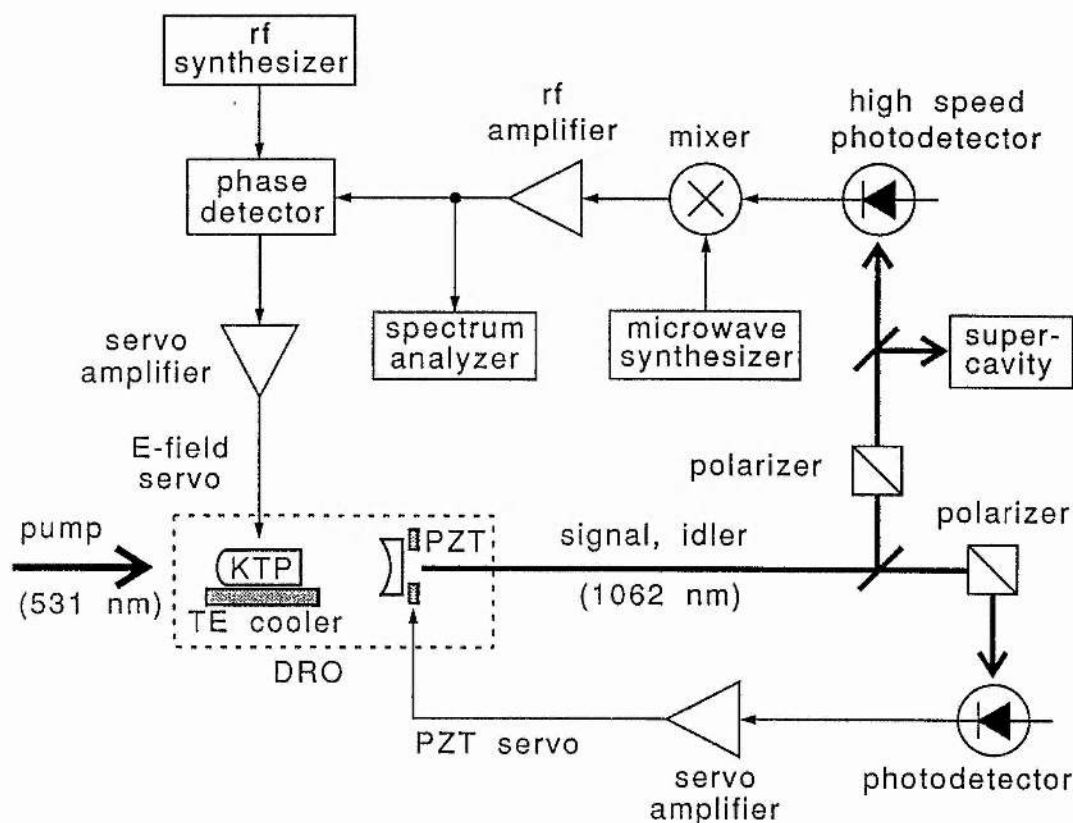 rf
synthesizer
rf
amplifier
mixer
high speed
photodetector
phase
detector
servo
amplifier
spectrum
analyzer
microwave
synthesizer
super-
cavity
E-field
servo
polarizer
polarizer
pump
(531 nm)
KTP
TE cooler
PZT
DRO
signal, idler
(1062 nm)
PZT servo
servo
amplifier
photodetector